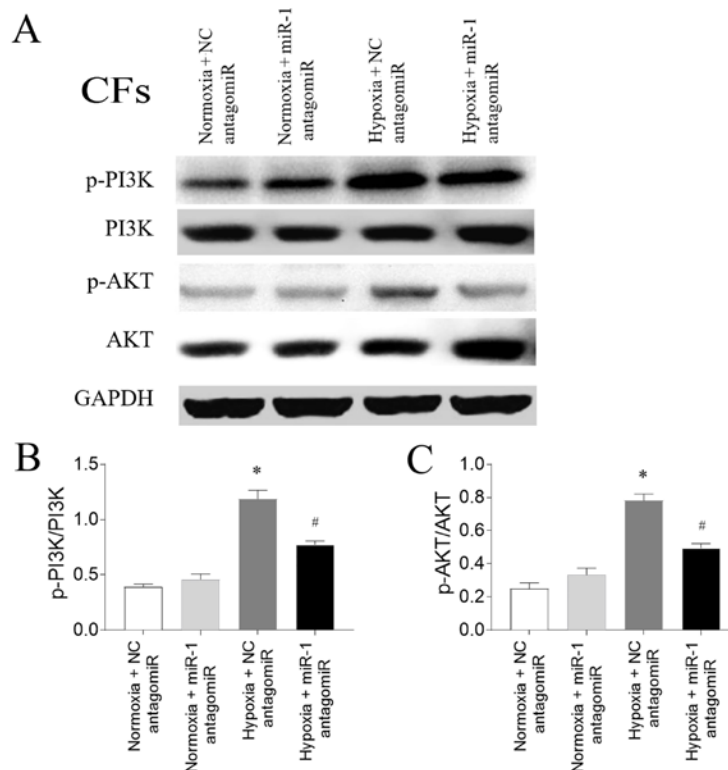 A
CFs
Normoxia + NC
antagomiR
Normoxia + miR-1
antagomiR
Hypoxia + NC
antagomiR
Hypoxia + miR-1
antagomiR
p-PI3K
PI3K
p-AKT
AKT
GAPDH
B
p-PI3K/PI3K
1.5
1.0
0.5
0.0
*
#
Normoxia + NC
antagomiR
Normoxia + miR-1
antagomiR
Hypoxia + NC
antagomiR
Hypoxia + miR-1
antagomiR
C
p-AKT/AKT
1.0
0.8
0.6
0.4
0.2
0.0
*
#
Normoxia + NC
antagomiR
Normoxia + miR-1
antagomiR
Hypoxia + NC
antagomiR
Hypoxia + miR-1
antagomiR